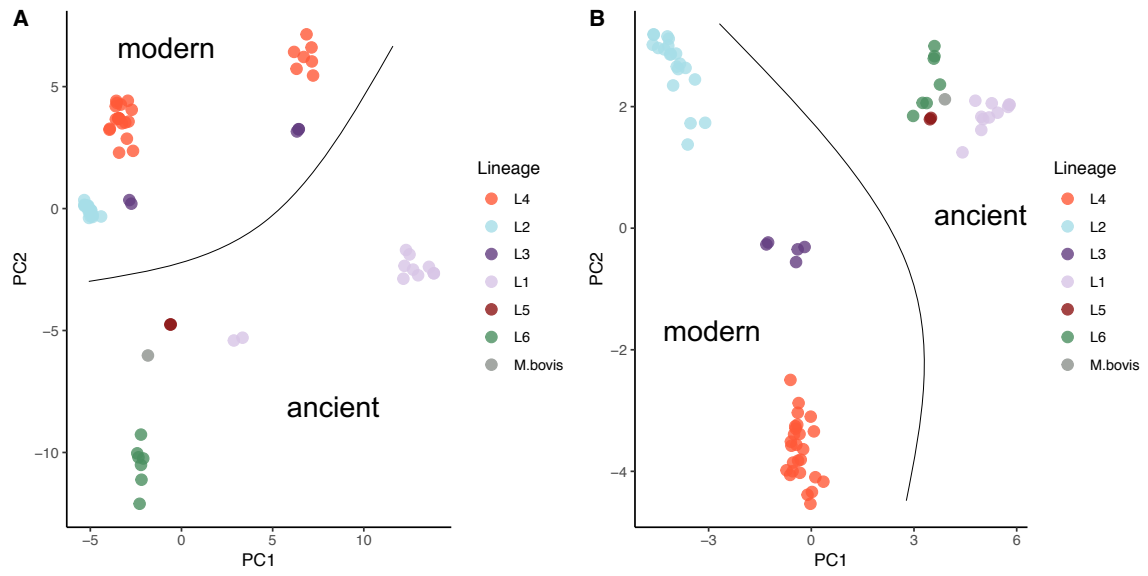 A
modern
ancient
5
0
−5
−10
−5
0
5
10
PC1
PC2
Lineage
L4
L2
L3
L1
L5
L6
M.bovis
B
ancient
modern
2
0
−2
−4
−3
0
3
6
PC1
PC2
Lineage
L4
L2
L3
L1
L5
L6
M.bovis